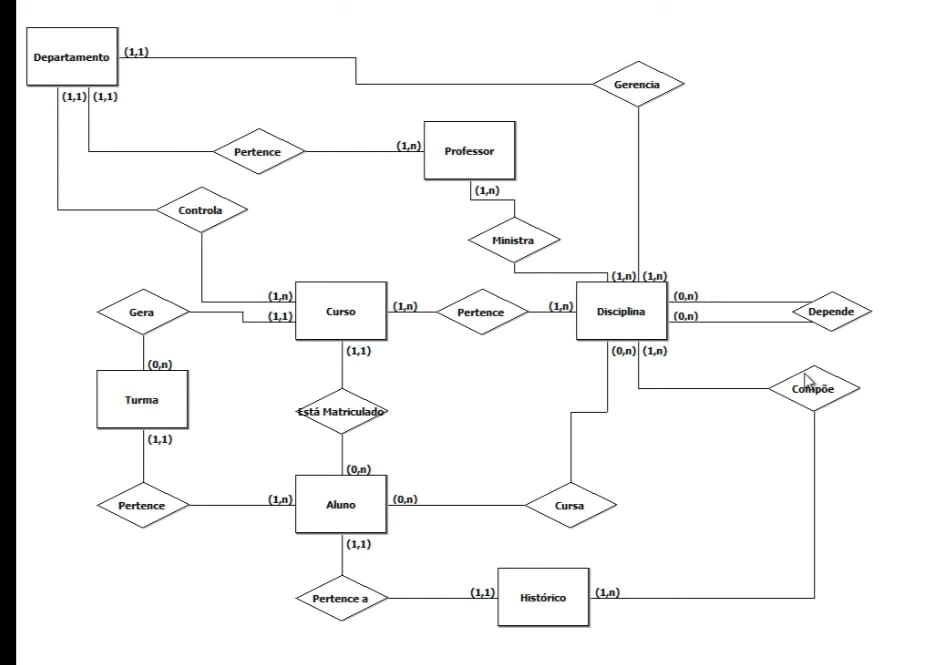 Departamento
(1,1)
Gerencia
(1,1)
(1,1)
Pertence
(1,n)
Professor
(1,n)
Controla
Ministra
(1,n)
(1,n)
(1,n)
Gera
(1,1)
Curso
(1,n)
Pertence
(1,n)
Disciplina
(0,n)
(0,n)
Depende
(0,n)
(1,1)
(0,n)
(1,n)
Turma
Está Matriculado
Compõe
(1,1)
(0,n)
Pertence
(1,n)
Aluno
(0,n)
Cursa
(1,1)
Pertence a
(1,1)
Histórico
(1,n)